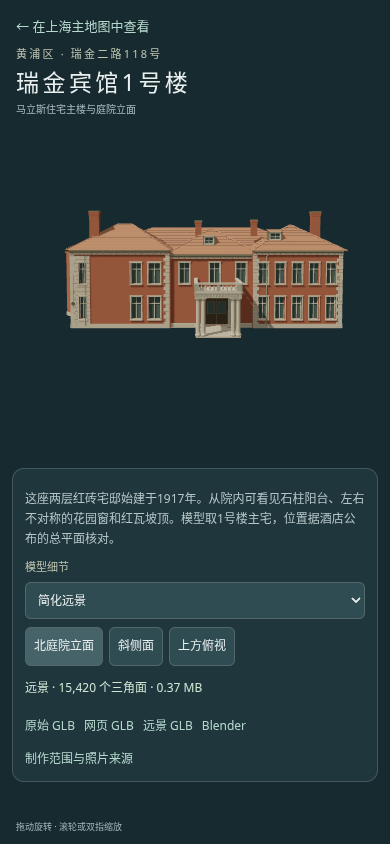 ← 在上海主地图中查看
黄浦区 · 瑞金二路118号
瑞金宾馆1号楼
马立斯住宅主楼与庭院立面
这座两层红砖宅邸始建于1917年。从院内可看见石柱阳台、左右
不对称的花园窗和红瓦坡顶。模型取1号楼主宅，位置据酒店公
布的总平面核对。
模型细节
简化远景
北庭院立面 斜侧面 上方俯视
远景 · 15,420 个三角面 · 0.37 MB
原始 GLB 网页 GLB 远景 GLB Blender
制作范围与照片来源
拖动旋转 · 滚轮或双指缩放